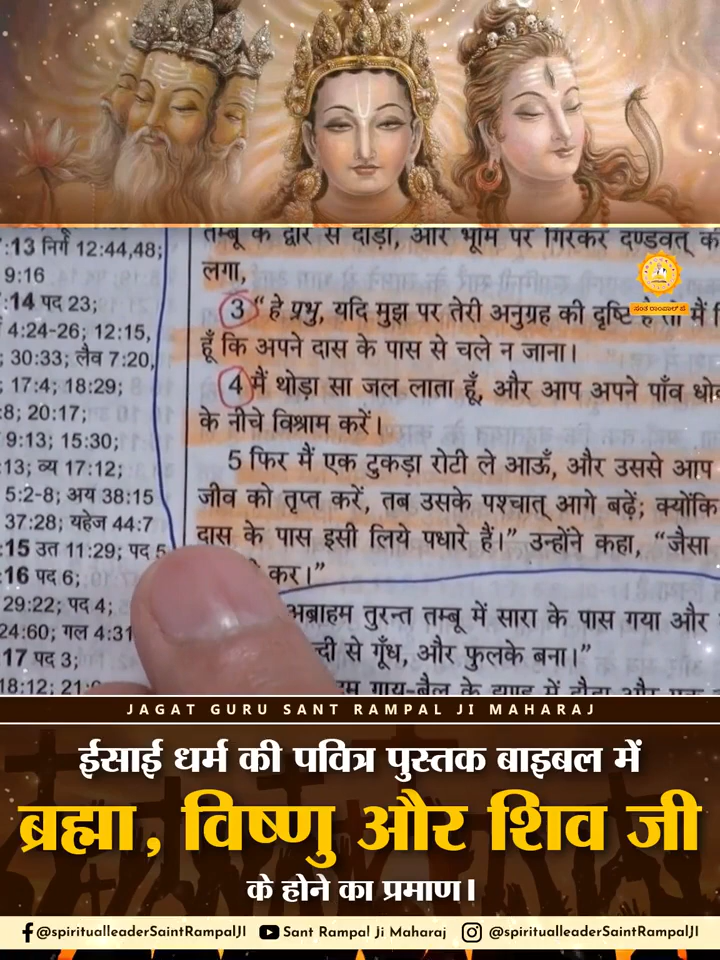 :13 निर्ग 12:44,48;
9:16
:14 पद 23;
4:24-26; 12:15,
; 30:33; लैव 7:20,
; 17:4; 18:29;
:8; 20:17;
9:13; 15:30;
:13; व्य 17:12;
5:2-8; अय 38:15
37:28; यहेज 44:7
:15 उत 11:29; पद 5
:16 पद 6;
29:22; पद 4;
24:60; गल 4:31
:17 पद 3;
18:12;
तम्बू के द्वार से दौड़ा, और भूमि पर गिरकर दण्डवत् क
लगा,
3 “हे प्रभु, यदि मुझ पर तेरी अनुग्रह की दृष्टि है तो मैं
हूँ कि अपने दास के पास से चले न जाना।
4 मैं थोड़ा सा जल लाता हूँ, और आप अपने पाँव धो
के नीचे विश्राम करें।
5 फिर मैं एक टुकड़ा रोटी ले आऊँ, और उससे आप
जीव को तृप्त करें, तब उसके पश्चात् आगे बढ़ें; क्योंकि
दास के पास इसी लिये पधारे हैं।” उन्होंने कहा, “जैसा
कर।”
अब्राहम तुरन्त तम्बू में सारा के पास गया और
दी से गूँध, और फुलके बना।”
JAGAT GURU SANT RAMPAL JI MAHARAJ
ईसाई धर्म की पवित्र पुस्तक बाइबल में
ब्रह्मा, विष्णु और शिव जी
के होने का प्रमाण।
@spiritualleaderSaintRampalJI Sant Rampal Ji Maharaj @spiritualleaderSaintRampalJI